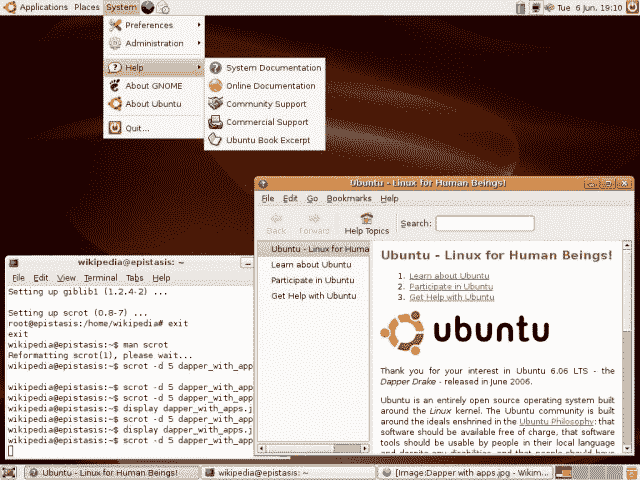 Applications Places System Tue 6 Jun, 19:10
Preferences
Administration
Help
About GNOME
About Ubuntu
Quit...
System Documentation
Online Documentation
Community Support
Commercial Support
Ubuntu Book Excerpt
Ubuntu - Linux for Human Beings!
File Edit Go Bookmarks Help
Back Forward Help Topics Search:
Ubuntu - Linux for Huma
Learn about Ubuntu
Participate in Ubuntu
Get Help with Ubuntu
Ubuntu - Linux for Human Beings!
1. Learn about Ubuntu
2. Participate in Ubuntu
3. Get Help with Ubuntu
ubuntu
Thank you for your interest in Ubuntu 6.06 LTS - the
Dapper Drake - released in June 2006.
Ubuntu is an entirely open source operating system built
around the Linux kernel. The Ubuntu community is built
around the ideals enshrined in the Ubuntu Philosophy: that
software should be available free of charge, that software
tools should be usable by people in their local language
and despite any disabilities, and that people should have
wikipedia@epistasis: ~
File Edit View Terminal Tabs Help
Setting up giblib1 (1.2.4-2) ...
Setting up scrot (0.8-7) ...
root@epistasis:/home/wikipedia# exit
exit
wikipedia@epistasis:~$ man scrot
Reformatting scrot(1), please wait...
wikipedia@epistasis:~$ scrot -d 5 dapper_with_app
wikipedia@epistasis:~$ scrot -d 5 dapper_with_app
wikipedia@epistasis:~$ scrot -d 5 dapper_with_app
wikipedia@epistasis:~$ display dapper_with_apps.j
wikipedia@epistasis:~$ scrot -d 5 dapper_with_app
wikipedia@epistasis:~$ display dapper_with_apps.j
wikipedia@epistasis:~$ scrot -d 5 dapper_with_app
Ubuntu - Linux for Human Beings! wikipedia@epistasis: ~ [Image:Dapper with apps.jpg - Wikim...